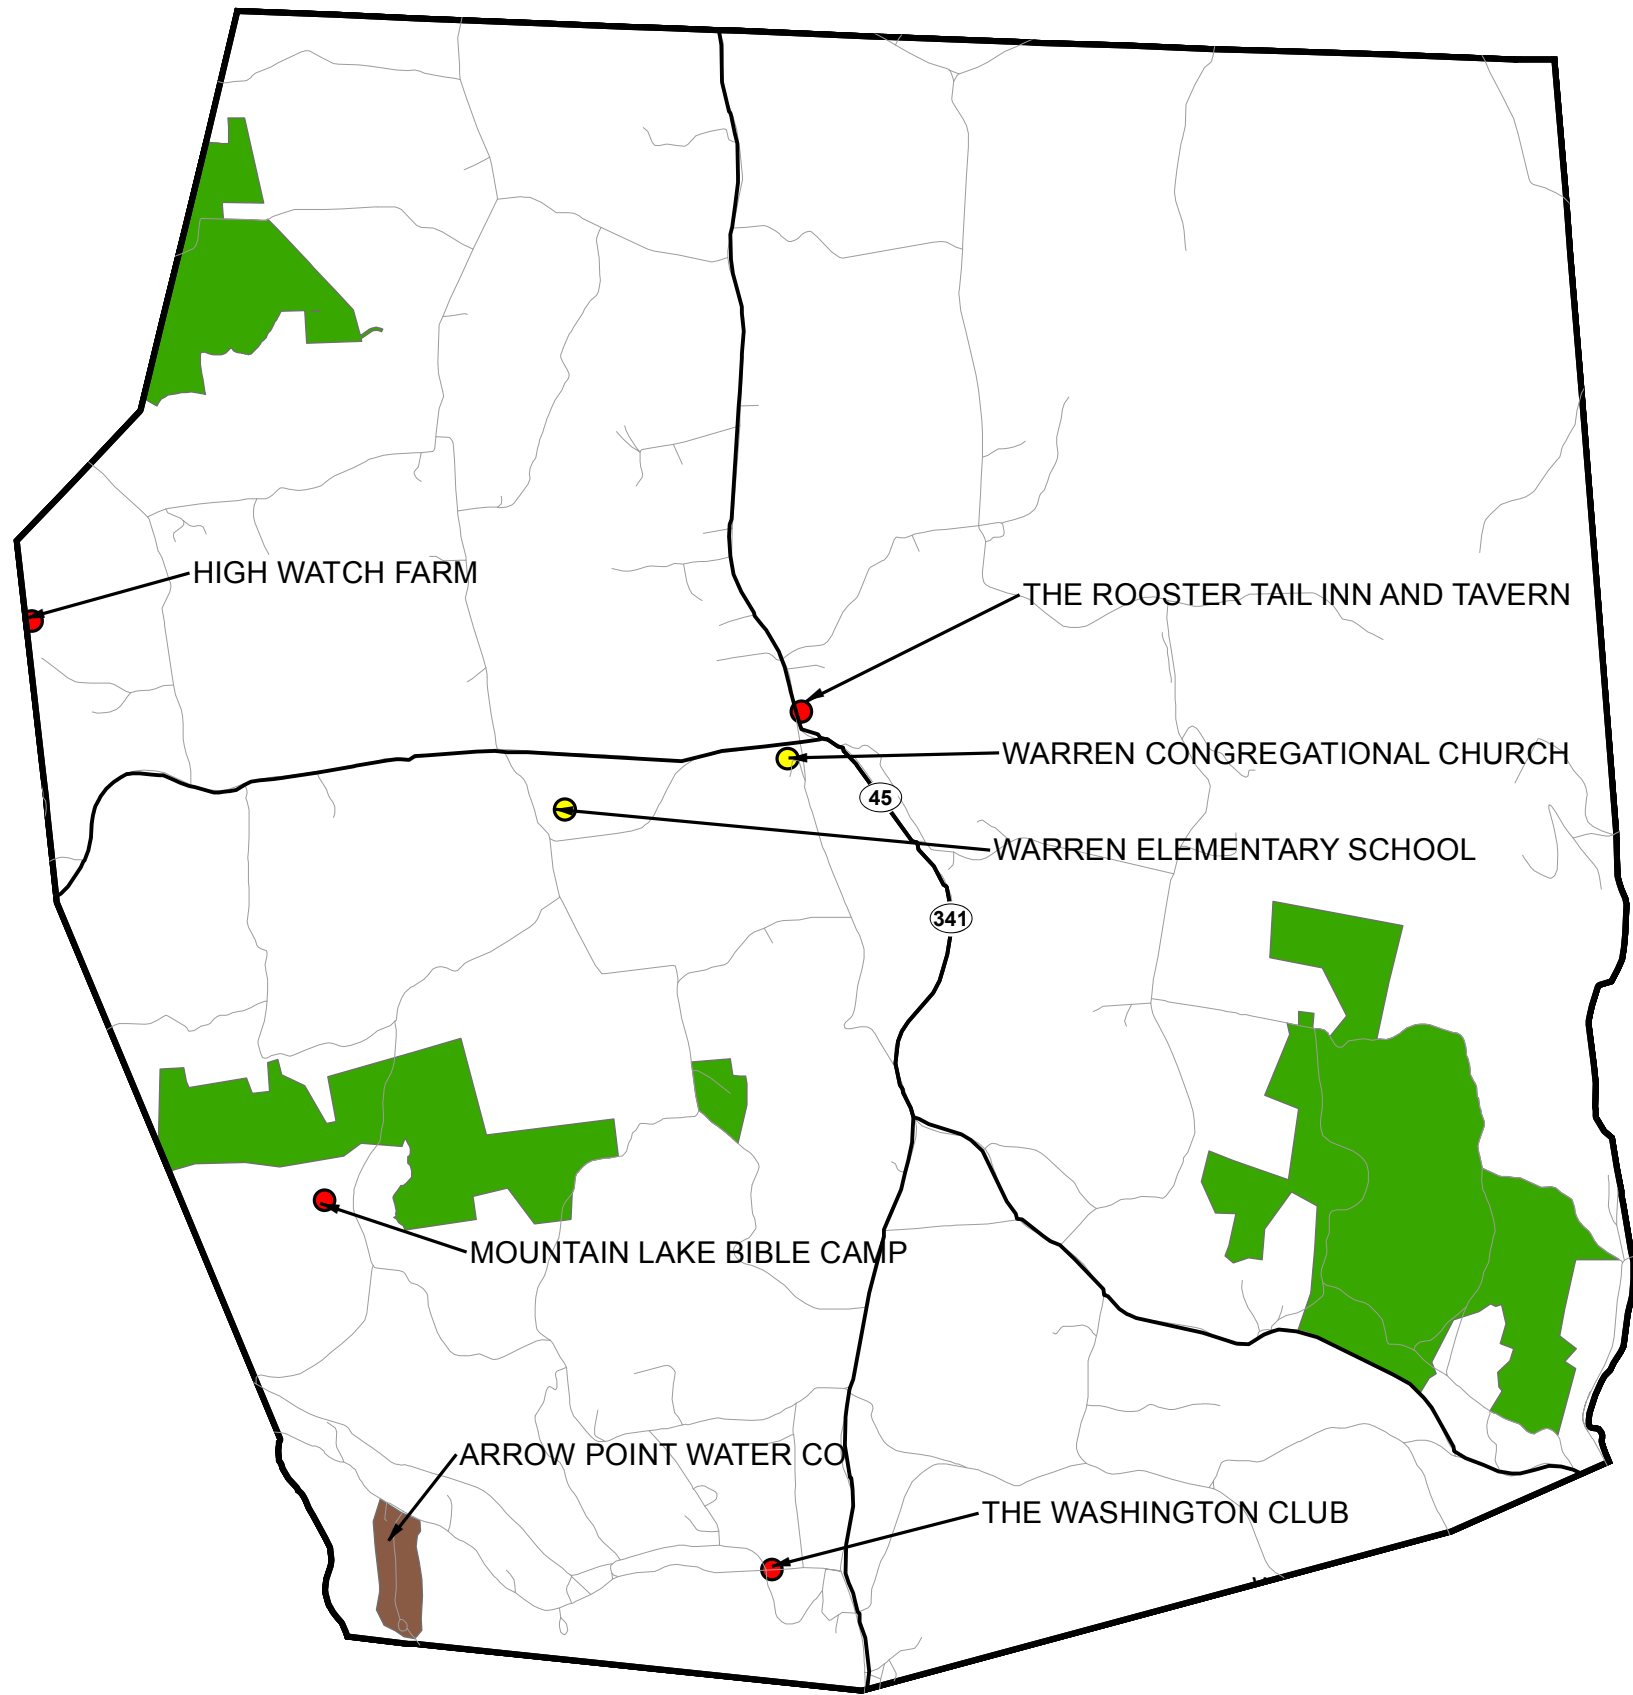 HIGH WATCH FARM
THE ROOSTER TAIL INN AND TAVERN
WARREN CONGREGATIONAL CHURCH
45
WARREN ELEMENTARY SCHOOL
341
MOUNTAIN LAKE BIBLE CAMP
ARROW POINT WATER CO
THE WASHINGTON CLUB